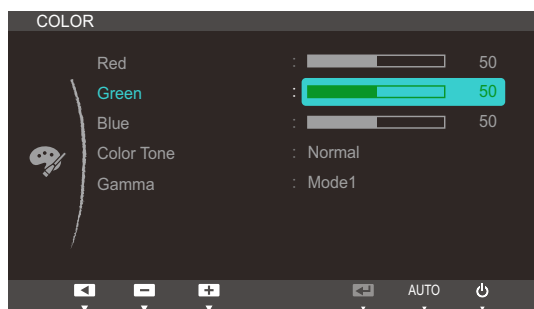 COLOR
Red : 50
Green : 50
Blue : 50
Color Tone : Normal
Gamma : Mode1
AUTO